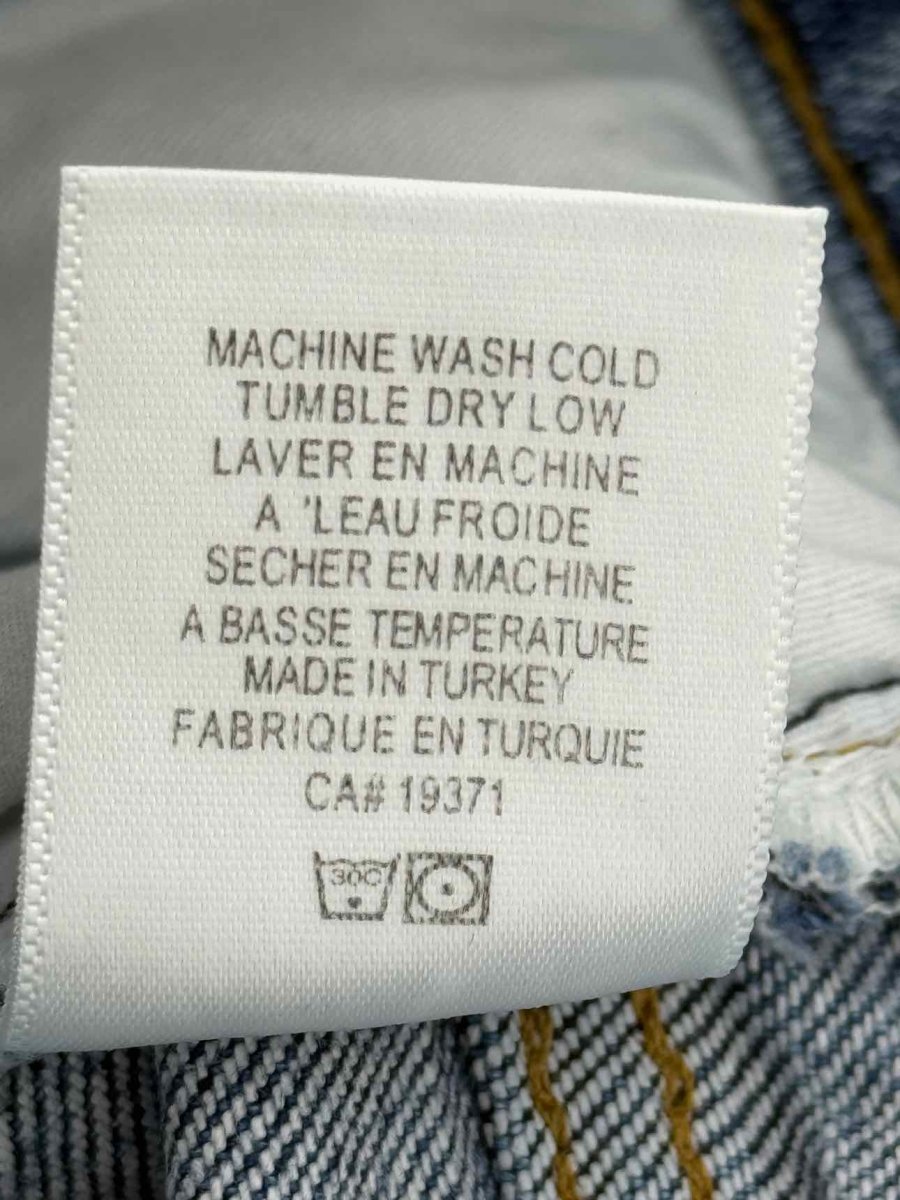 MACHINE WASH COLD
TUMBLE DRY LOW
LAVER EN MACHINE
A 'LEAU FROIDE
SECHER EN MACHINE
A BASSE TEMPERATURE
MADE IN TURKEY
FABRIQUE EN TURQUIE
CA# 19371
30C